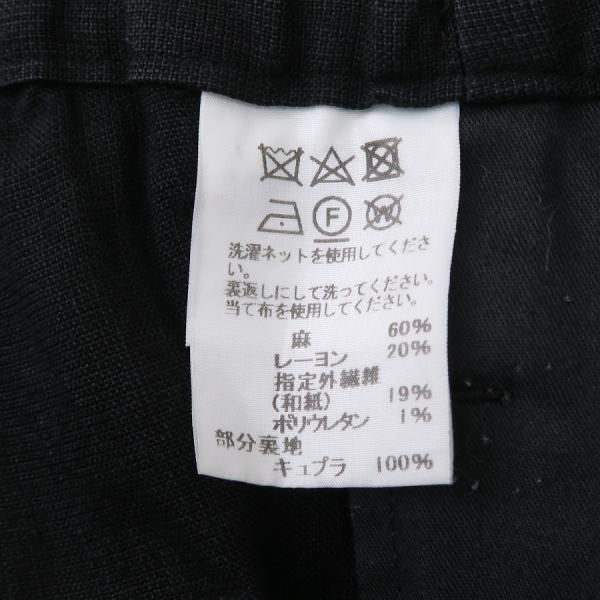 F W
洗濯ネットを使用してくださ
い。
裏返しにして洗ってください。
当て布を使用してください。
麻 60%
レーヨン 20%
指定外繊維
(和紙) 19%
ポリウレタン 1%
部分裏地
キュプラ 100%